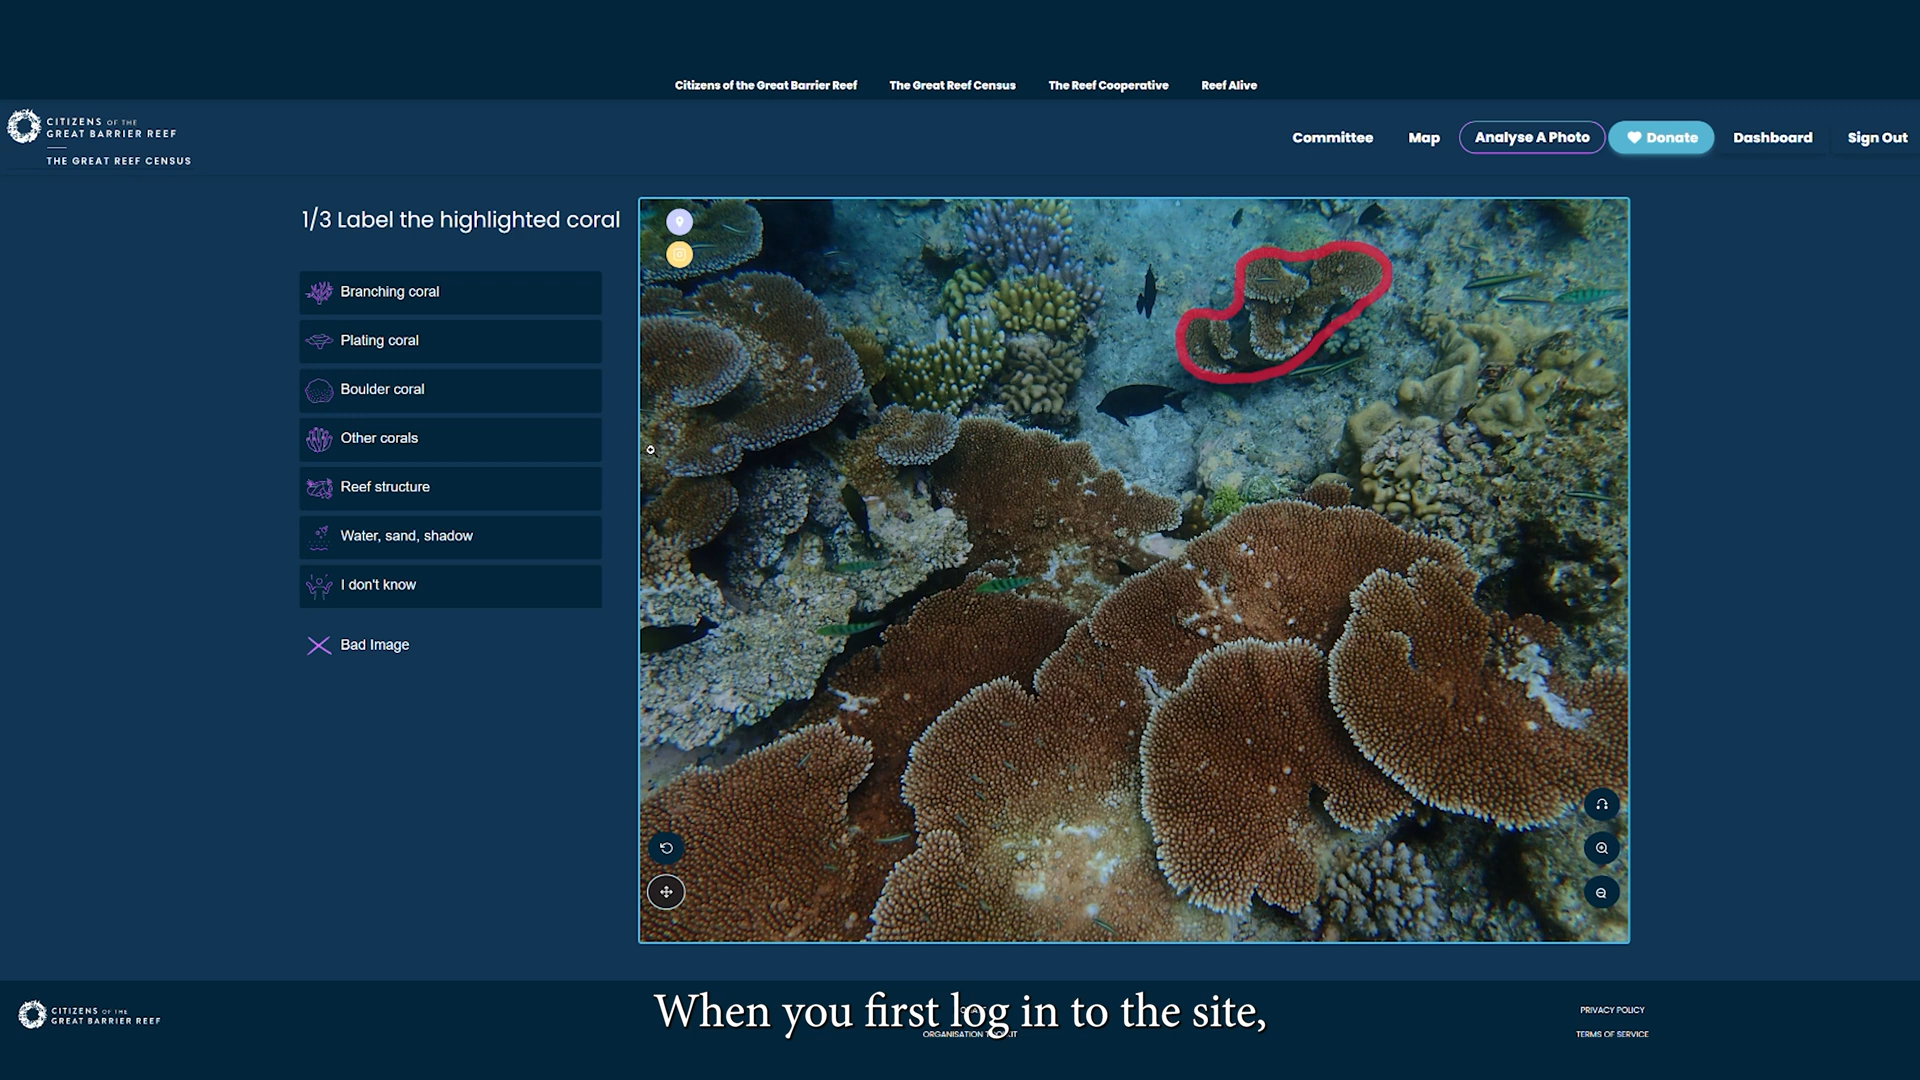 Citizens of the Great Barrier Reef
The Great Reef Census
The Reef Cooperative
Reef Alive
CITIZENS OF THE
GREAT BARRIER REEF
THE GREAT REEF CENSUS
Committee
Map
Analyse A Photo
Donate
Dashboard
Sign Out
1/3 Label the highlighted coral
Branching coral
Plating coral
Boulder coral
Other corals
Reef structure
Water, sand, shadow
I don't know
Bad Image
CITIZENS OF THE
GREAT BARRIER REEF
When you first log in to the site,
ORGANISATION
PRIVACY POLICY
TERMS OF SERVICE